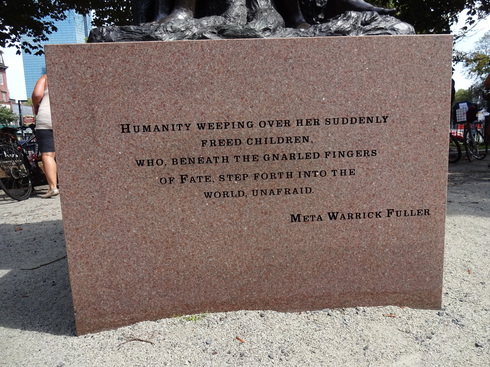 Humanity weeping over her suddenly
freed children,
who, beneath the gnarled fingers
of Fate, step forth into the
world, unafraid.
Meta Warrick Fuller